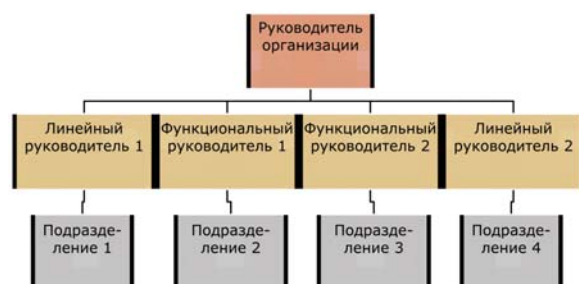 Руководитель
организации
Линейный
руководитель 1
Функциональный
руководитель 1
Функциональный
руководитель 2
Линейный
руководитель 2
Подразде-
ление 1
Подразде-
ление 2
Подразде-
ление 3
Подразде-
ление 4